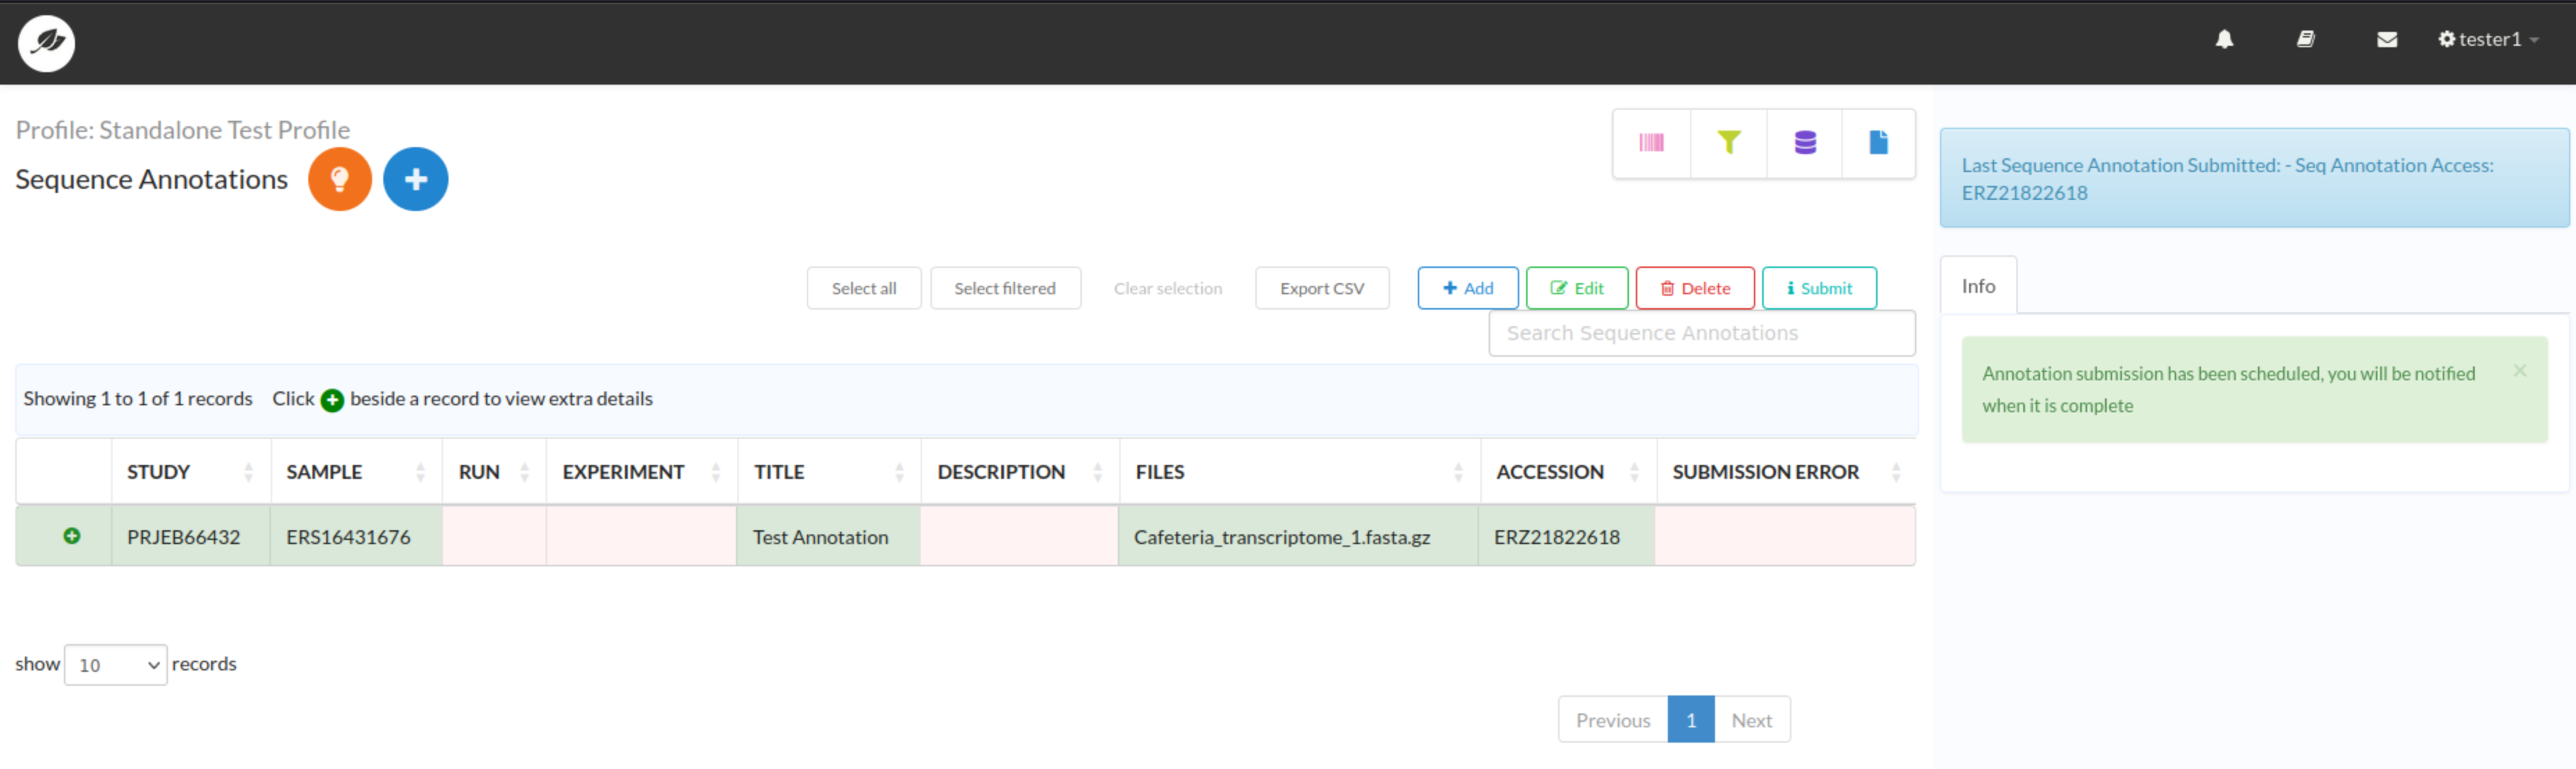 tester1
Profile: Standalone Test Profile
Sequence Annotations
Last Sequence Annotation Submitted: - Seq Annotation Access:
ERZ21822618
Select all
Select filtered
Clear selection
Export CSV
Add
Edit
Delete
Submit
Search Sequence Annotations
Info
Annotation submission has been scheduled, you will be notified
when it is complete
Showing 1 to 1 of 1 records Click beside a record to view extra details
STUDY SAMPLE RUN EXPERIMENT TITLE DESCRIPTION FILES ACCESSION SUBMISSION ERROR
PRJEB66432 ERS16431676 Test Annotation Cafeteria_transcriptome_1.fasta.gz ERZ21822618
show 10 records
Previous 1 Next